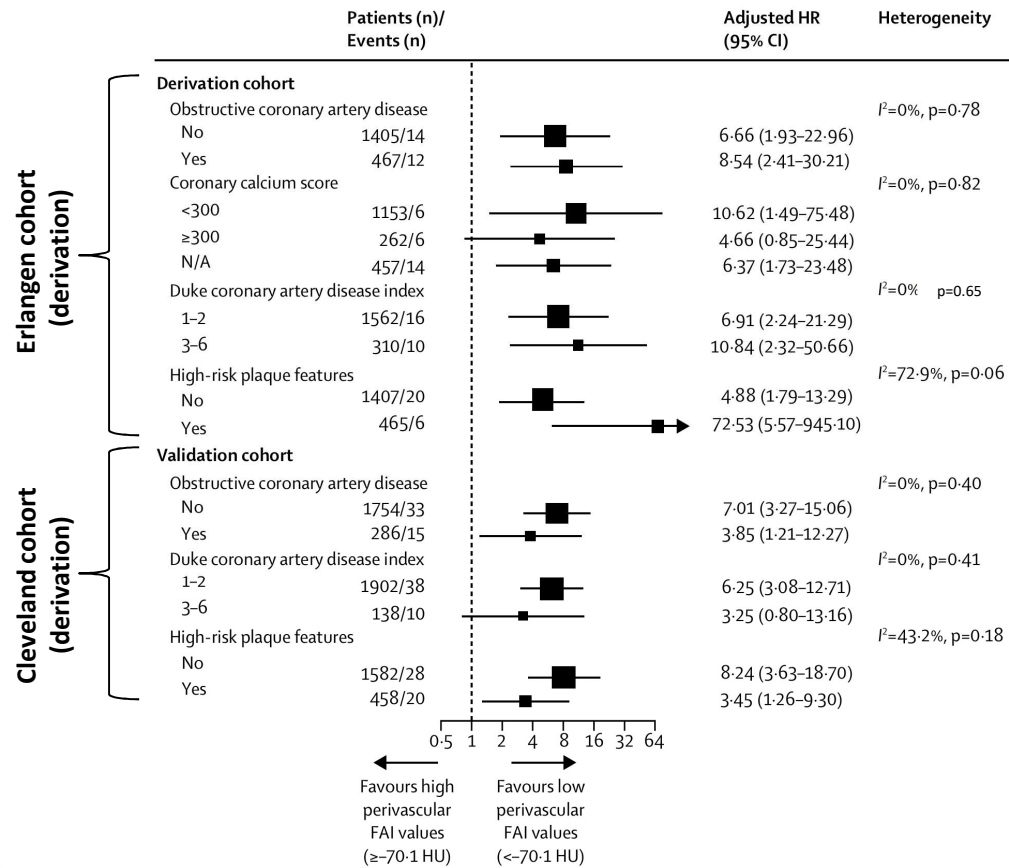 Patients (n)/ Adjusted HR Heterogeneity
Events (n) (95% CI)
Erlangen cohort
(derivation)
Derivation cohort
Obstructive coronary artery disease I²=0%, p=0·78
No 1405/14 6·66 (1·93–22·96)
Yes 467/12 8·54 (2·41–30·21)
Coronary calcium score I²=0%, p=0·82
<300 1153/6 10·62 (1·49–75·48)
≥300 262/6 4·66 (0·85–25·44)
N/A 457/14 6·37 (1·73–23·48)
Duke coronary artery disease index I²=0% p=0.65
1–2 1562/16 6·91 (2·24–21·29)
3–6 310/10 10·84 (2·32–50·66)
High-risk plaque features I²=72·9%, p=0·06
No 1407/20 4·88 (1·79–13·29)
Yes 465/6 72·53 (5·57–945·10)
Cleveland cohort
(derivation)
Validation cohort
Obstructive coronary artery disease I²=0%, p=0·40
No 1754/33 7·01 (3·27–15·06)
Yes 286/15 3·85 (1·21–12·27)
Duke coronary artery disease index I²=0%, p=0·41
1–2 1902/38 6·25 (3·08–12·71)
3–6 138/10 3·25 (0·80–13·16)
High-risk plaque features I²=43·2%, p=0·18
No 1582/28 8·24 (3·63–18·70)
Yes 458/20 3·45 (1·26–9·30)
0·5 1 2 4 8 16 32 64
Favours high Favours low
perivascular perivascular
FAI values FAI values
(≥–70·1 HU) (<–70·1 HU)